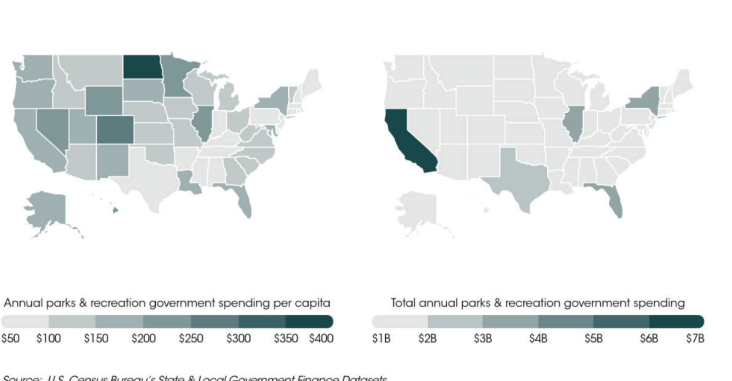 Annual parks & recreation government spending per capita
$50 $100 $150 $200 $250 $300 $350 $400
Total annual parks & recreation government spending
$1B $2B $3B $4B $5B $6B $7B
Source: U.S. Census Bureau's State & Local Government Finance Datasets